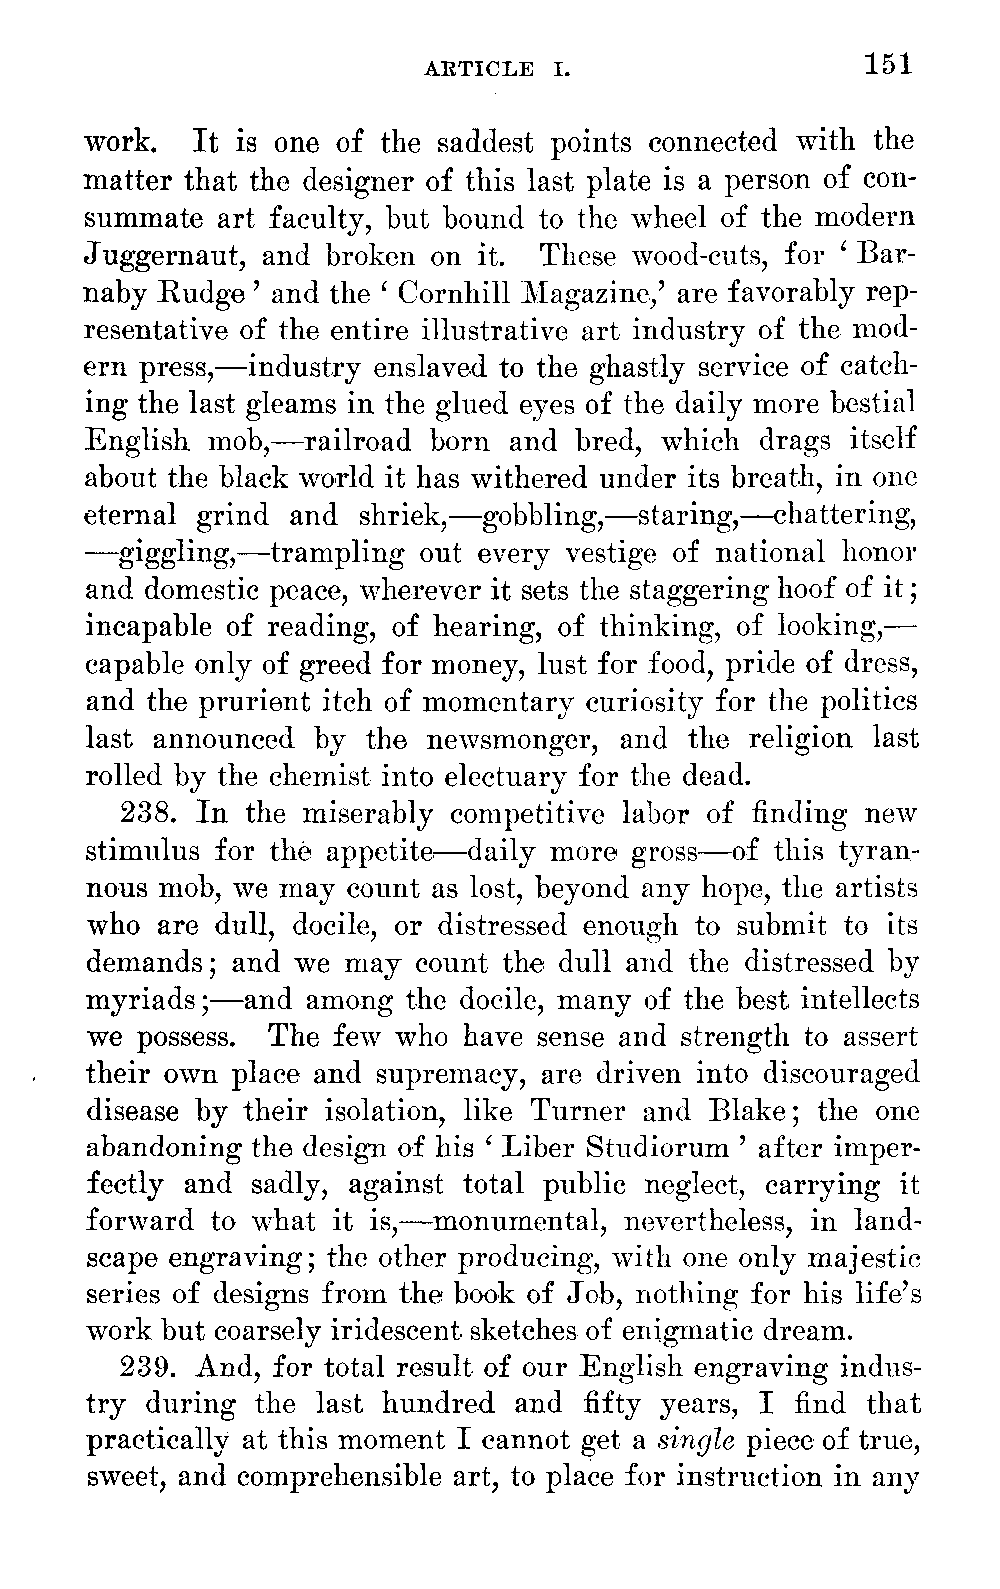 ARTICLE I. 151
work. It is one of the saddest points connected with the
matter that the designer of this last plate is a person of con-
summate art faculty, but bound to the wheel of the modern
Juggernaut, and broken on it. These wood-cuts, for ‘ Bar-
naby Rudge ’ and the ‘ Cornhill Magazine,’ are favorably rep-
resentative of the entire illustrative art industry of the mod-
ern press,—industry enslaved to the ghastly service of catch-
ing the last gleams in the glued eyes of the daily more bestial
English mob,—railroad born and bred, which drags itself
about the black world it has withered under its breath, in one
eternal grind and shriek,—gobbling,—staring,—chattering,
—giggling,—trampling out every vestige of national honor
and domestic peace, wherever it sets the staggering hoof of it;
incapable of reading, of hearing, of thinking, of looking,—
capable only of greed for money, lust for food, pride of dress,
and the prurient itch of momentary curiosity for the politics
last announced by the newsmonger, and the religion last
rolled by the chemist into electuary for the dead.
238. In the miserably competitive labor of finding new
stimulus for the appetite—daily more gross—of this tyran-
nous mob, we may count as lost, beyond any hope, the artists
who are dull, docile, or distressed enough to submit to its
demands; and we may count the dull and the distressed by
myriads;—and among the docile, many of the best intellects
we possess. The few who have sense and strength to assert
their own place and supremacy, are driven into discouraged
disease by their isolation, like Turner and Blake; the one
abandoning the design of his ‘ Liber Studiorum ’ after imper-
fectly and sadly, against total public neglect, carrying it
forward to what it is,—monumental, nevertheless, in land-
scape engraving; the other producing, with one only majestic
series of designs from the book of Job, nothing for his life’s
work but coarsely iridescent sketches of enigmatic dream.
239. And, for total result of our English engraving indus-
try during the last hundred and fifty years, I find that
practically at this moment I cannot get a single piece of true,
sweet, and comprehensible art, to place for instruction in any